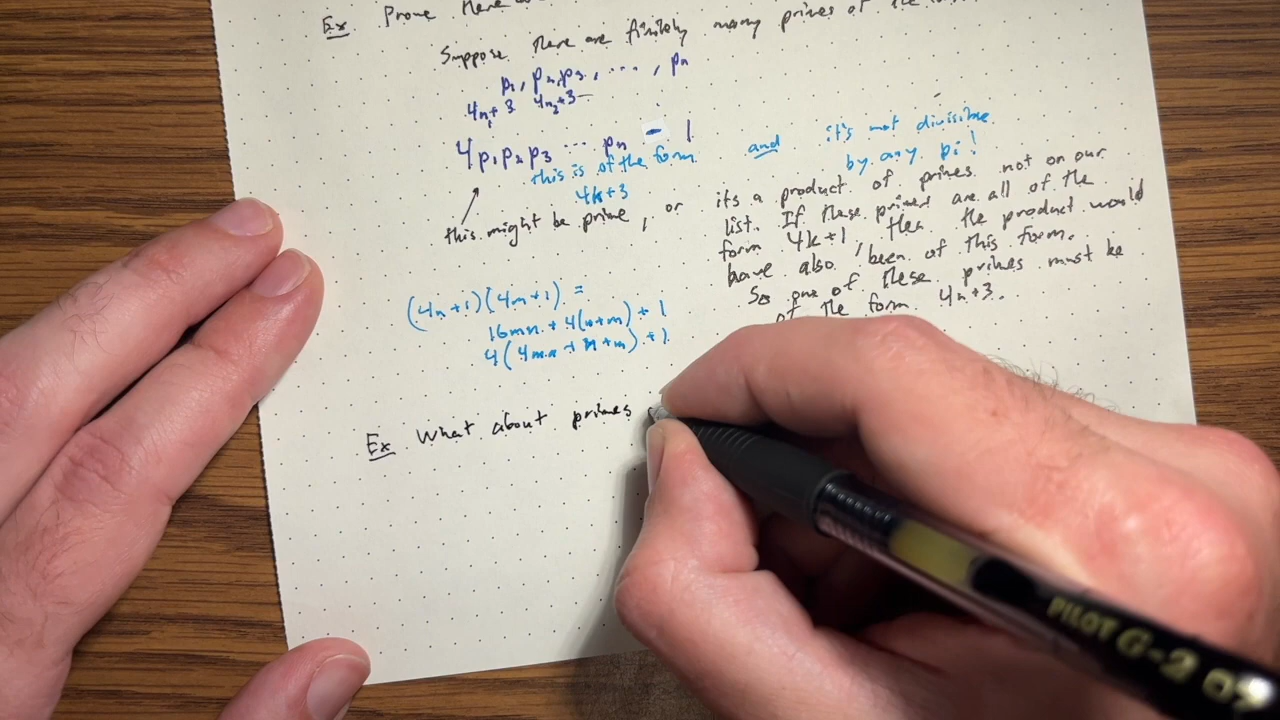 Ex Prove there
Suppose there are finitely many primes of the
p1, p2, p3, ..., pn
4n1+3 4n2+3
4p1p2p3 ... pn - 1 and it's not divisible
this is of the form by any pi!
4k+3
this might be prime, or its a product of primes not on our
list. If these primes are all of the
form 4k+1, then the product would
have also been of this form.
So one of these primes must be
of the form 4n+3.
(4n+1)(4m+1) =
16mn + 4(n+m) + 1
4(4mn + n + m) + 1
Ex What about primes
PILOT G-2 07